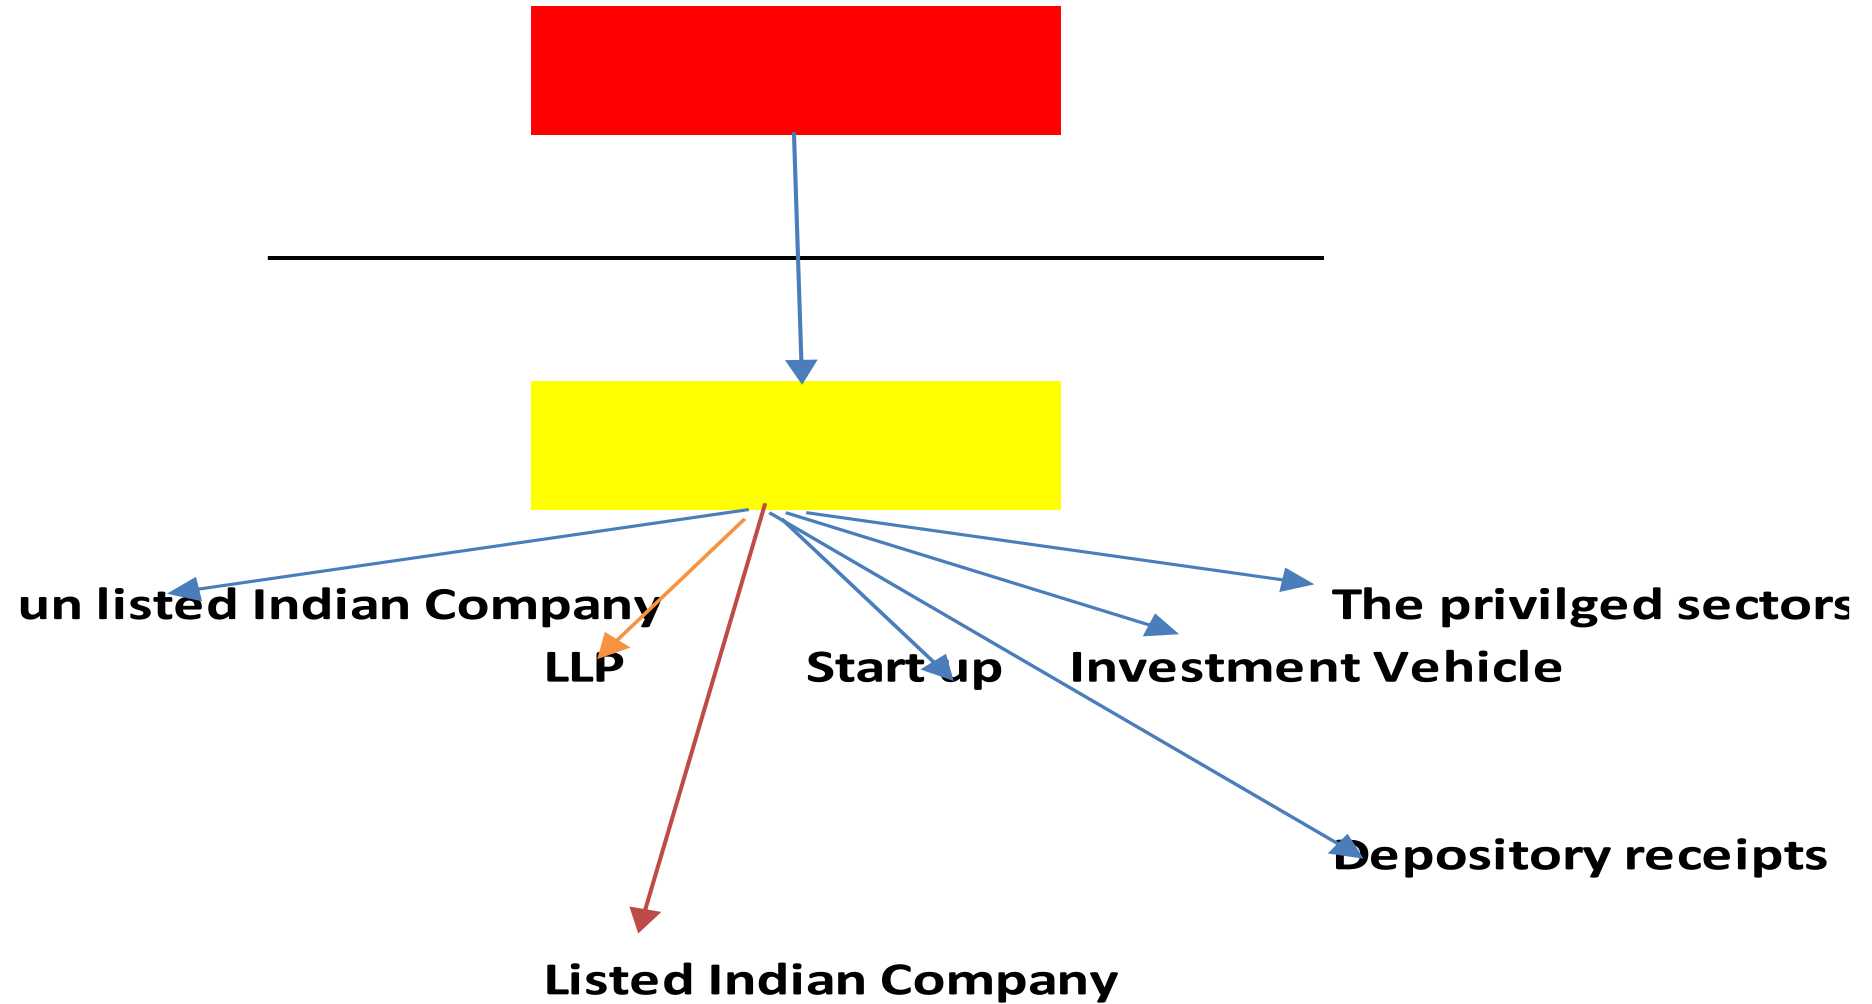 un listed Indian Company
The privilged sectors
LLP
Start up
Investment Vehicle
Depository receipts
Listed Indian Company